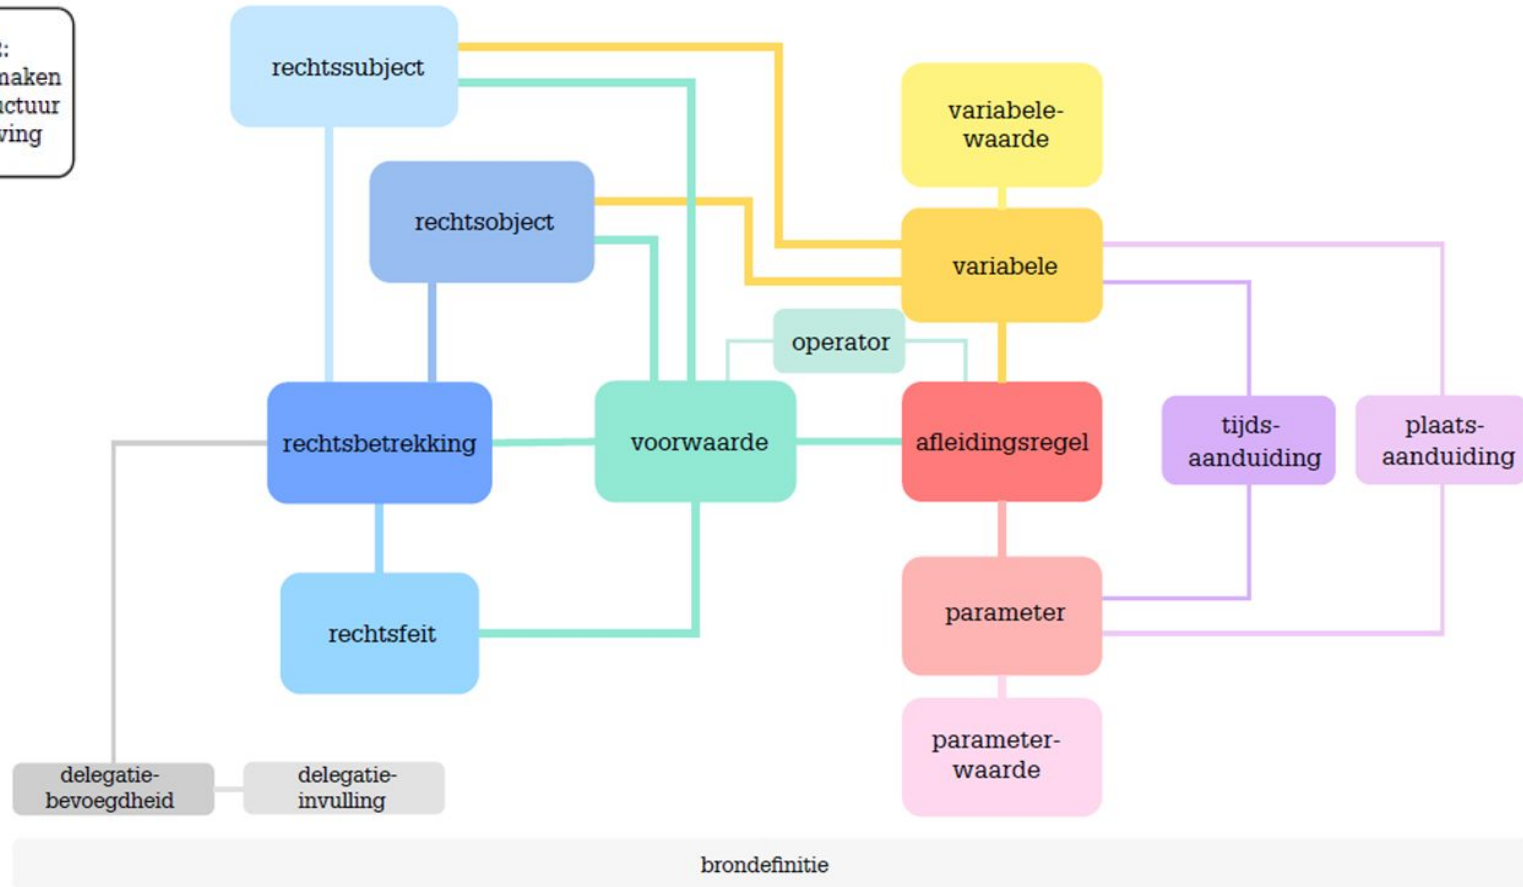 rechtssubject
variabele-
waarde
rechtsobject
variabele
operator
rechtsbetrekking
voorwaarde
afleidingsregel
tijds-
aanduiding
plaats-
aanduiding
rechtsfeit
parameter
parameter-
waarde
delegatie-
bevoegdheid
delegatie-
invulling
brondefinitie